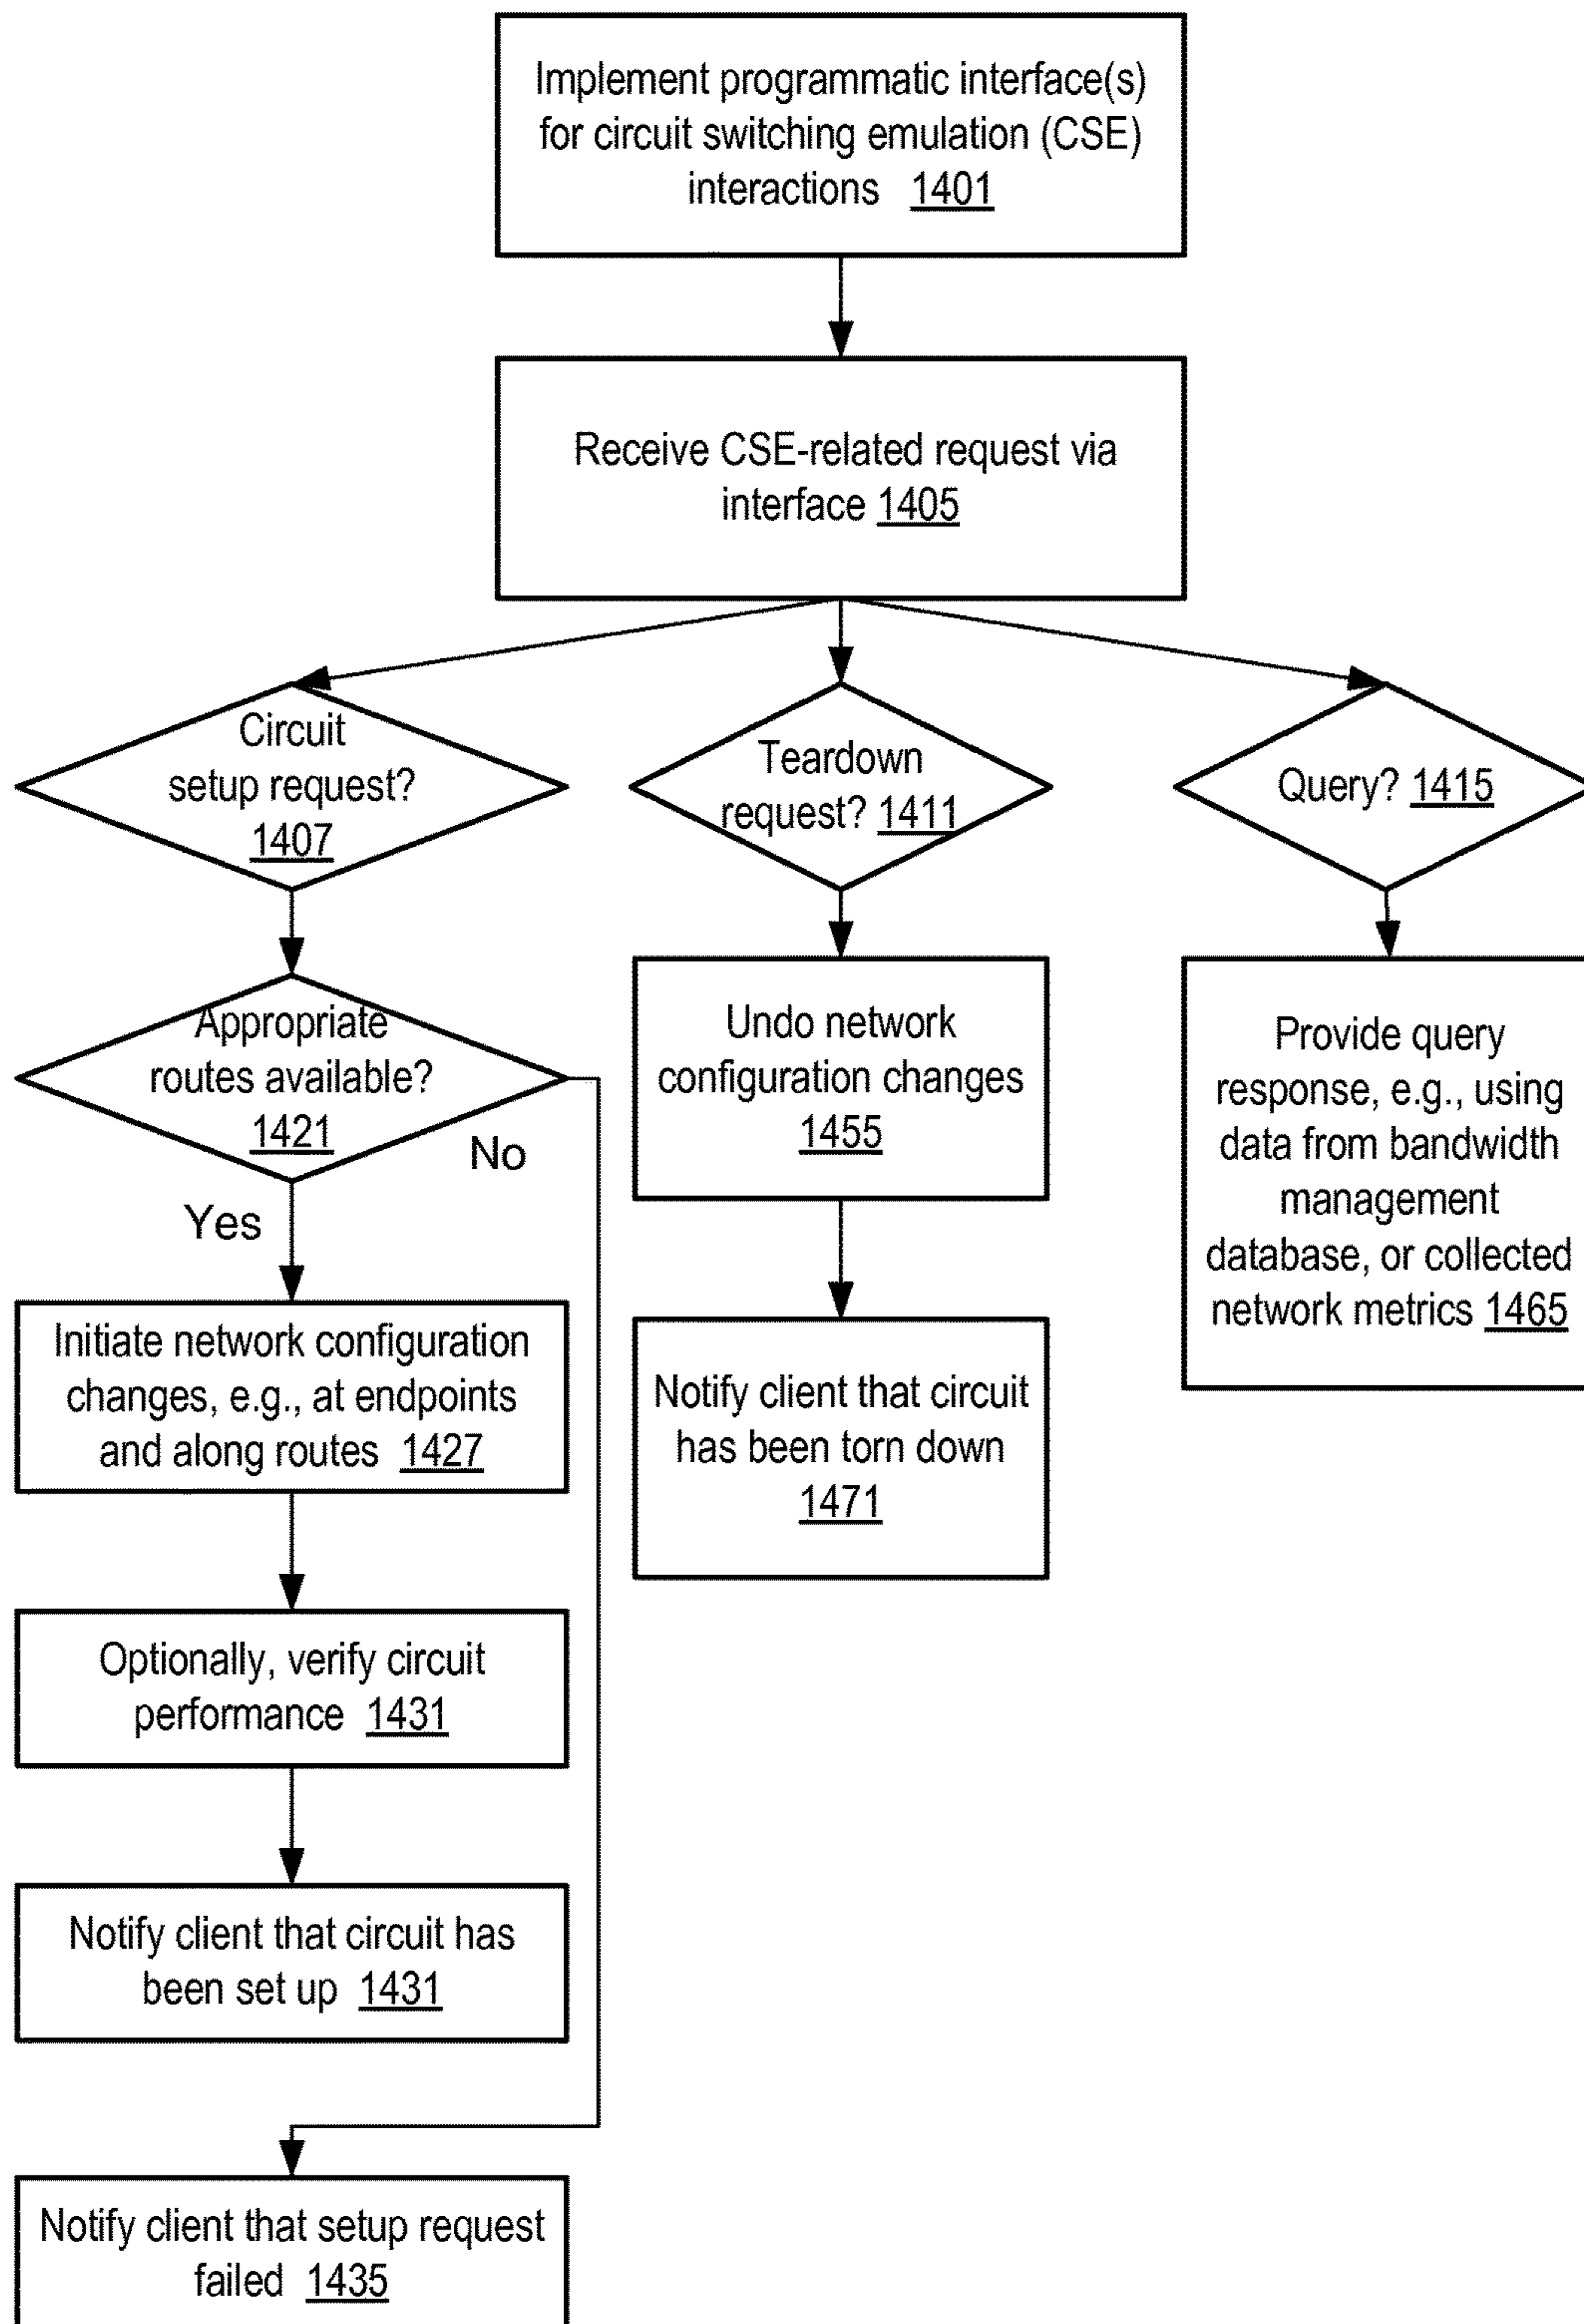 Implement programmatic interface(s)
for circuit switching emulation (CSE)
interactions 1401
Receive CSE-related request via
interface 1405
Circuit
setup request?
1407
Teardown
request? 1411
Query? 1415
Appropriate
routes available?
1421
No
Yes
Undo network
configuration changes
1455
Provide query
response, e.g., using
data from bandwidth
management
database, or collected
network metrics 1465
Initiate network configuration
changes, e.g., at endpoints
and along routes 1427
Notify client that circuit
has been torn down
1471
Optionally, verify circuit
performance 1431
Notify client that circuit has
been set up 1431
Notify client that setup request
failed 1435